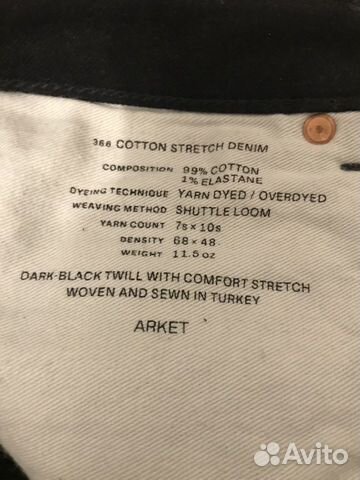 366 COTTON STRETCH DENIM
COMPOSITION 99% COTTON
1% ELASTANE
DYEING TECHNIQUE YARN DYED / OVERDYED
WEAVING METHOD SHUTTLE LOOM
YARN COUNT 7s × 10s
DENSITY 68 × 48
WEIGHT 11.5oz
DARK-BLACK TWILL WITH COMFORT STRETCH
WOVEN AND SEWN IN TURKEY
ARKET
Avito